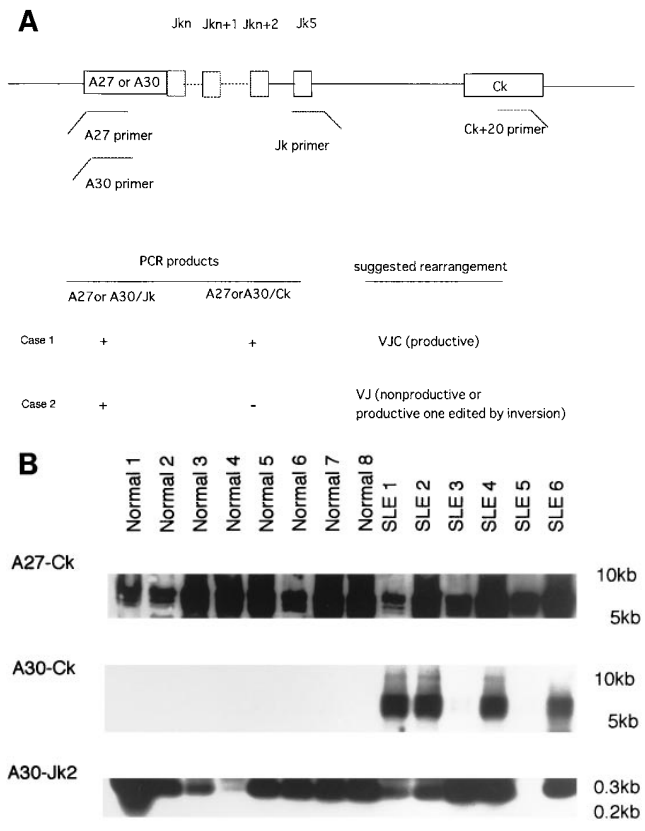 A
Jkn Jkn+1 Jkn+2 Jk5
A27 or A30
Ck
A27 primer
Jk primer
Ck+20 primer
A30 primer
PCR products
suggested rearrangement
A27or A30/Jk A27orA30/Ck
Case 1 + + VJC (productive)
Case 2 + - VJ (nonproductive or
productive one edited by inversion)
B
Normal 1
Normal 2
Normal 3
Normal 4
Normal 5
Normal 6
Normal 7
Normal 8
SLE 1
SLE 2
SLE 3
SLE 4
SLE 5
SLE 6
A27-Ck
10kb
5kb
A30-Ck
10kb
5kb
A30-Jk2
0.3kb
0.2kb